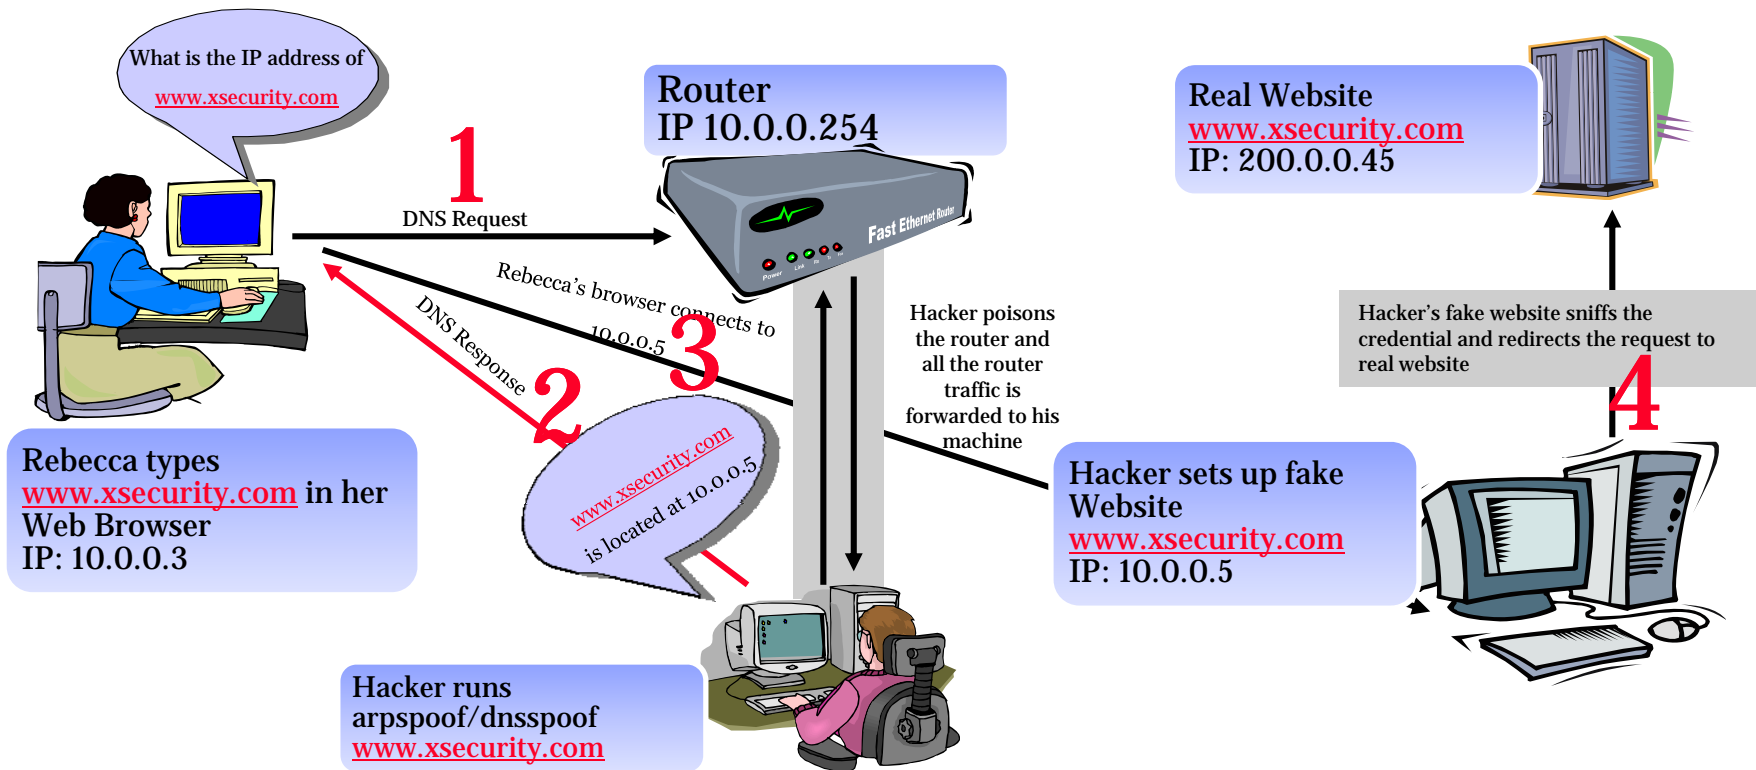 What is the IP address of
www.xsecurity.com
1
DNS Request
Router
IP 10.0.0.254
Fast Ethernet Router
Power
Link
Rx
Tx
Real Website
www.xsecurity.com
IP: 200.0.0.45
Rebecca's browser connects to
10.0.0.5
3
DNS Response
2
www.xsecurity.com
is located at 10.0.0.5
Hacker poisons
the router and
all the router
traffic is
forwarded to his
machine
Hacker's fake website sniffs the
credential and redirects the request to
real website
4
Rebecca types
www.xsecurity.com in her
Web Browser
IP: 10.0.0.3
Hacker sets up fake
Website
www.xsecurity.com
IP: 10.0.0.5
Hacker runs
arpspoof/dnsspoof
www.xsecurity.com